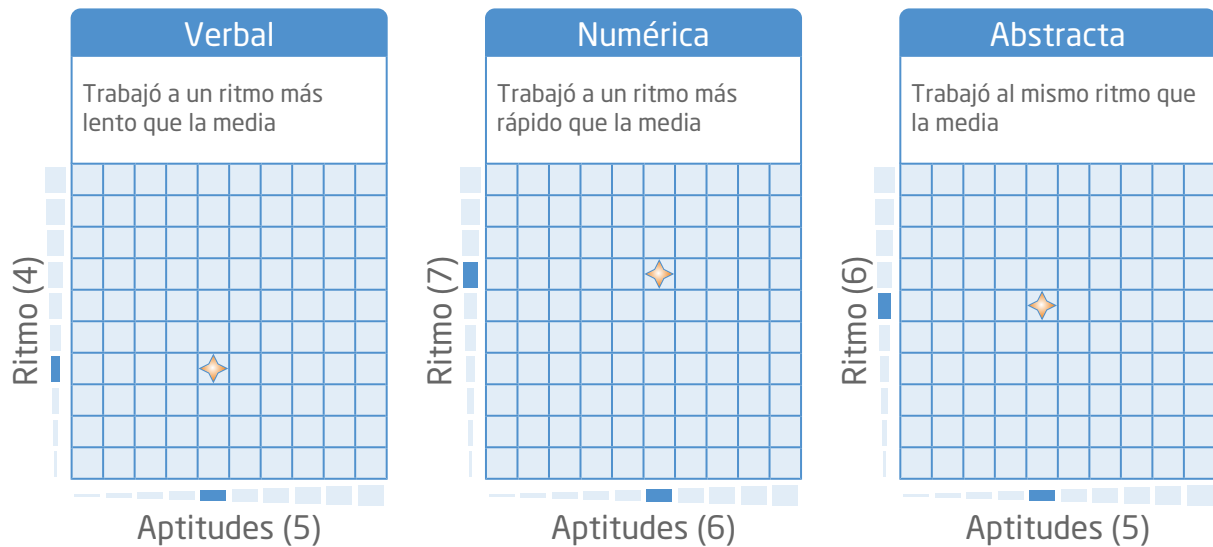 Verbal
Trabajó a un ritmo más
lento que la media
Ritmo (4)
Aptitudes (5)
Numérica
Trabajó a un ritmo más
rápido que la media
Ritmo (7)
Aptitudes (6)
Abstracta
Trabajó al mismo ritmo que
la media
Ritmo (6)
Aptitudes (5)